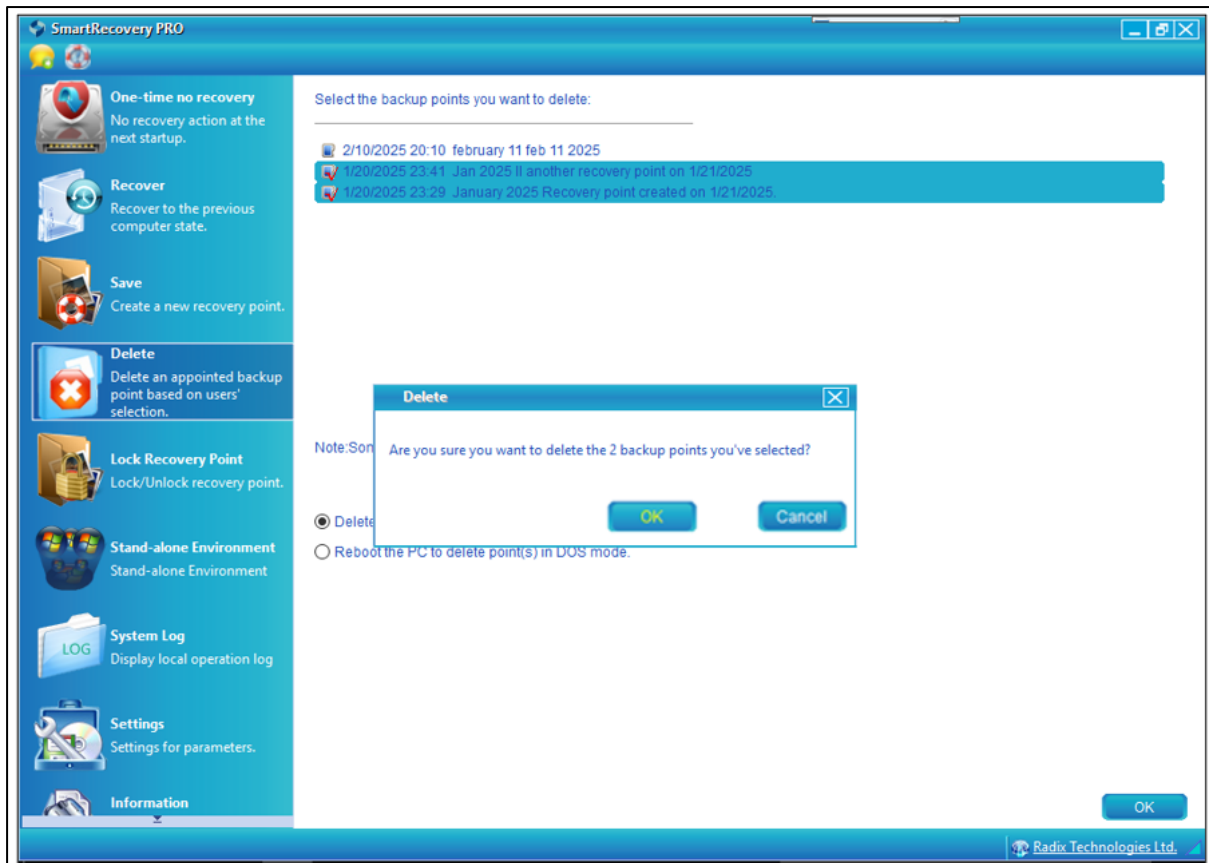 SmartRecovery PRO
One-time no recovery
No recovery action at the
next startup.
Recover
Recover to the previous
computer state.
Save
Create a new recovery point.
Delete
Delete an appointed backup
point based on users'
selection.
Lock Recovery Point
Lock/Unlock recovery point.
Stand-alone Environment
Stand-alone Environment
LOG
System Log
Display local operation log
Settings
Settings for parameters.
Information
Select the backup points you want to delete:
2/10/2025 20:10 february 11 feb 11 2025
1/20/2025 23:41 Jan 2025 II another recovery point on 1/21/2025
1/20/2025 23:29 January 2025 Recovery point created on 1/21/2025.
Delete
Are you sure you want to delete the 2 backup points you've selected?
OK Cancel
Delete
Reboot the PC to delete point(s) in DOS mode.
OK
Radix Technologies Ltd.